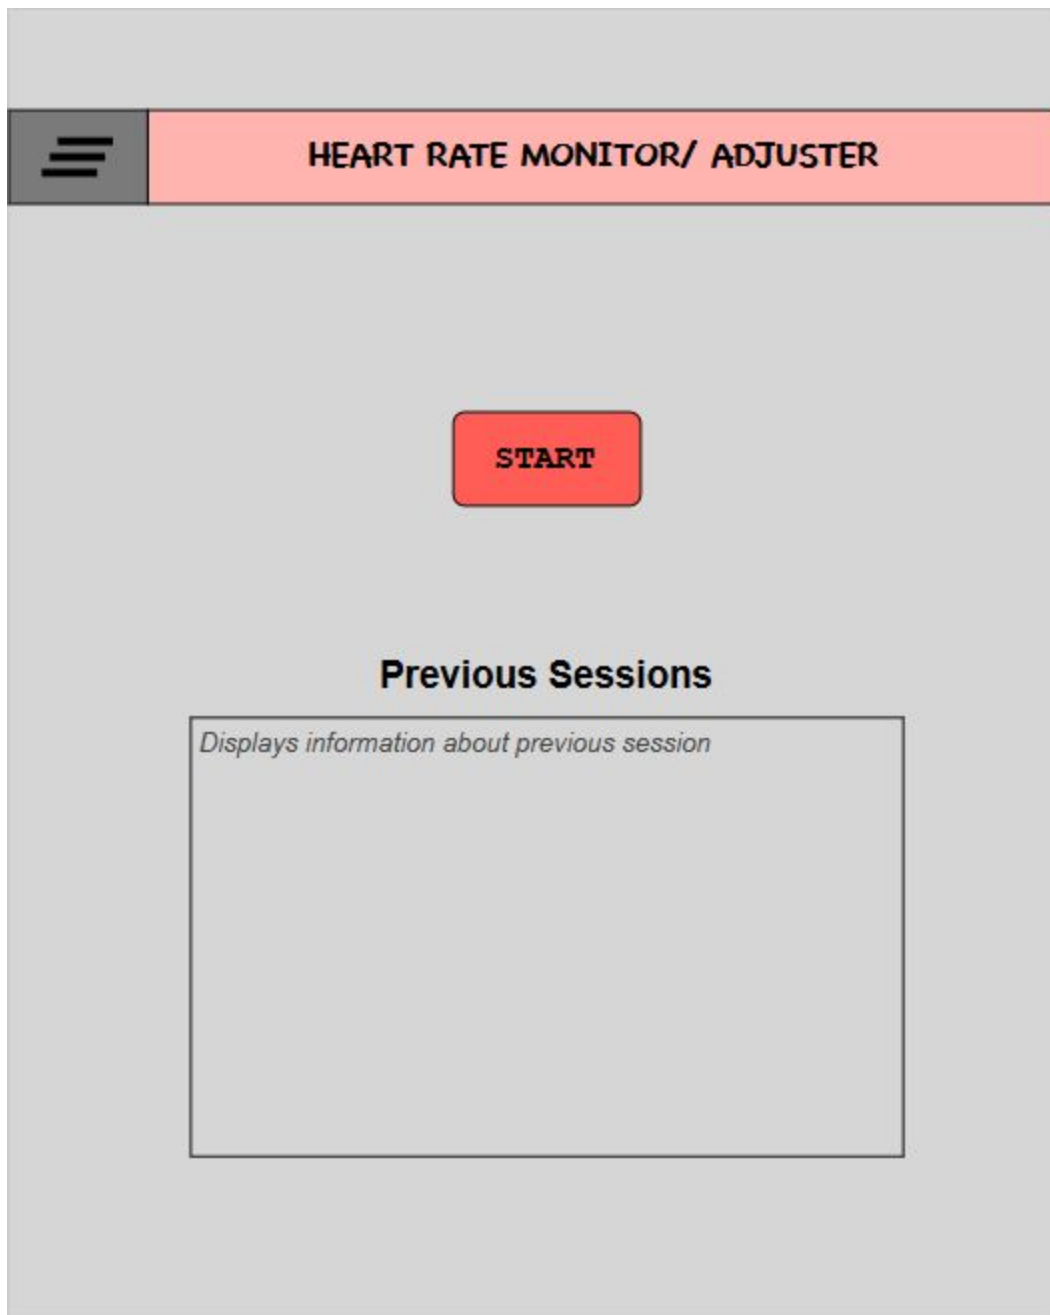 HEART RATE MONITOR/ ADJUSTER
START
Previous Sessions
Displays information about previous session